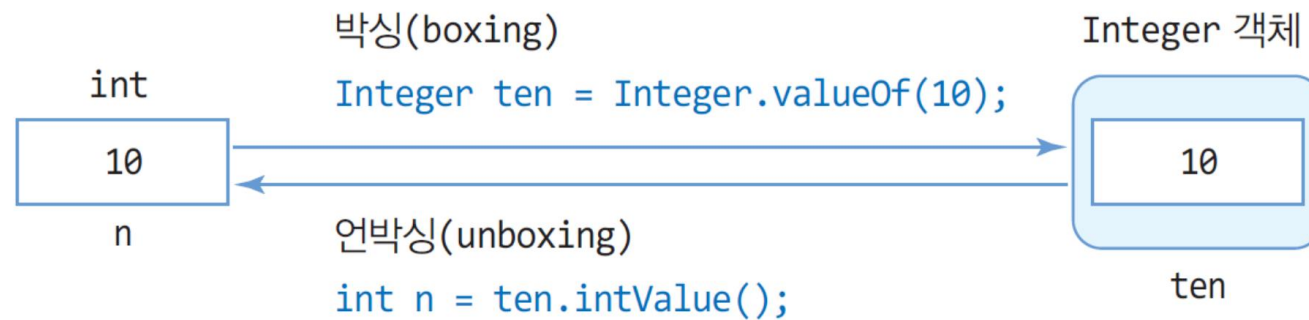 박싱(boxing)
Integer 객체
int
Integer ten = Integer.valueOf(10);
10
10
n
언박싱(unboxing)
ten
int n = ten.intValue();